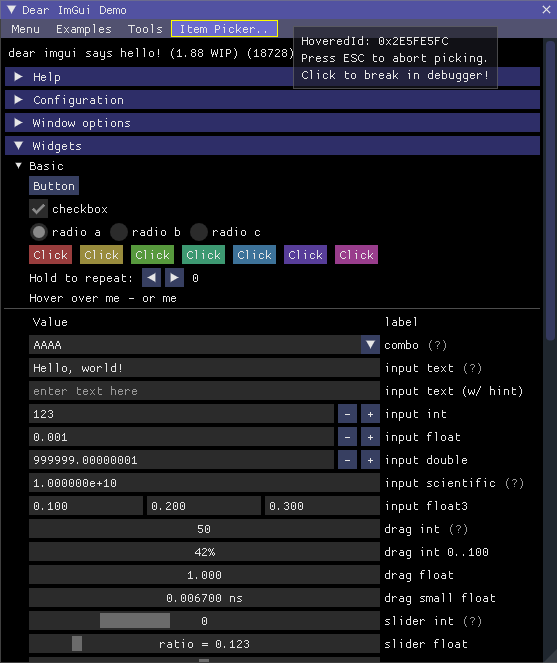 Dear ImGui Demo
Menu Examples Tools Item Picker..
HoveredId: 0x2E5FE5FC
Press ESC to abort picking.
Click to break in debugger!
dear imgui says hello! (1.88 WIP) (18728)
Help
Configuration
Window options
Widgets
Basic
Button
checkbox
radio a radio b radio c
Click Click Click Click Click Click Click
Hold to repeat: 0
Hover over me - or me
Value label
AAAA combo (?)
Hello, world! input text (?)
enter text here input text (w/ hint)
123 - + input int
0.001 - + input float
999999.00000001 - + input double
1.000000e+10 input scientific (?)
0.100 0.200 0.300 input float3
50 drag int (?)
42% drag int 0..100
1.000 drag float
0.006700 ns drag small float
0 slider int (?)
ratio = 0.123 slider float